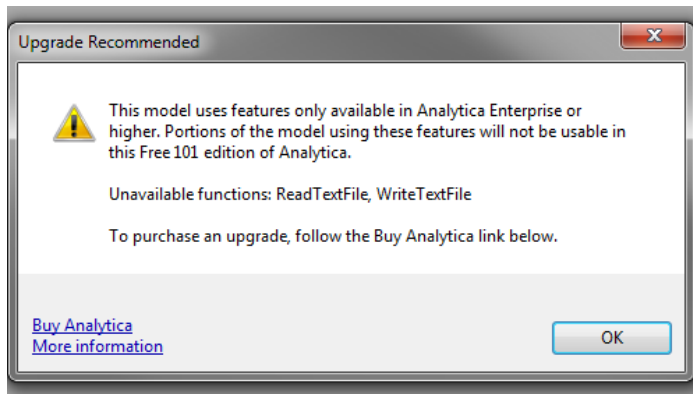 Upgrade Recommended
This model uses features only available in Analytica Enterprise or
higher. Portions of the model using these features will not be usable in
this Free 101 edition of Analytica.
Unavailable functions: ReadTextFile, WriteTextFile
To purchase an upgrade, follow the Buy Analytica link below.
Buy Analytica
More information
OK